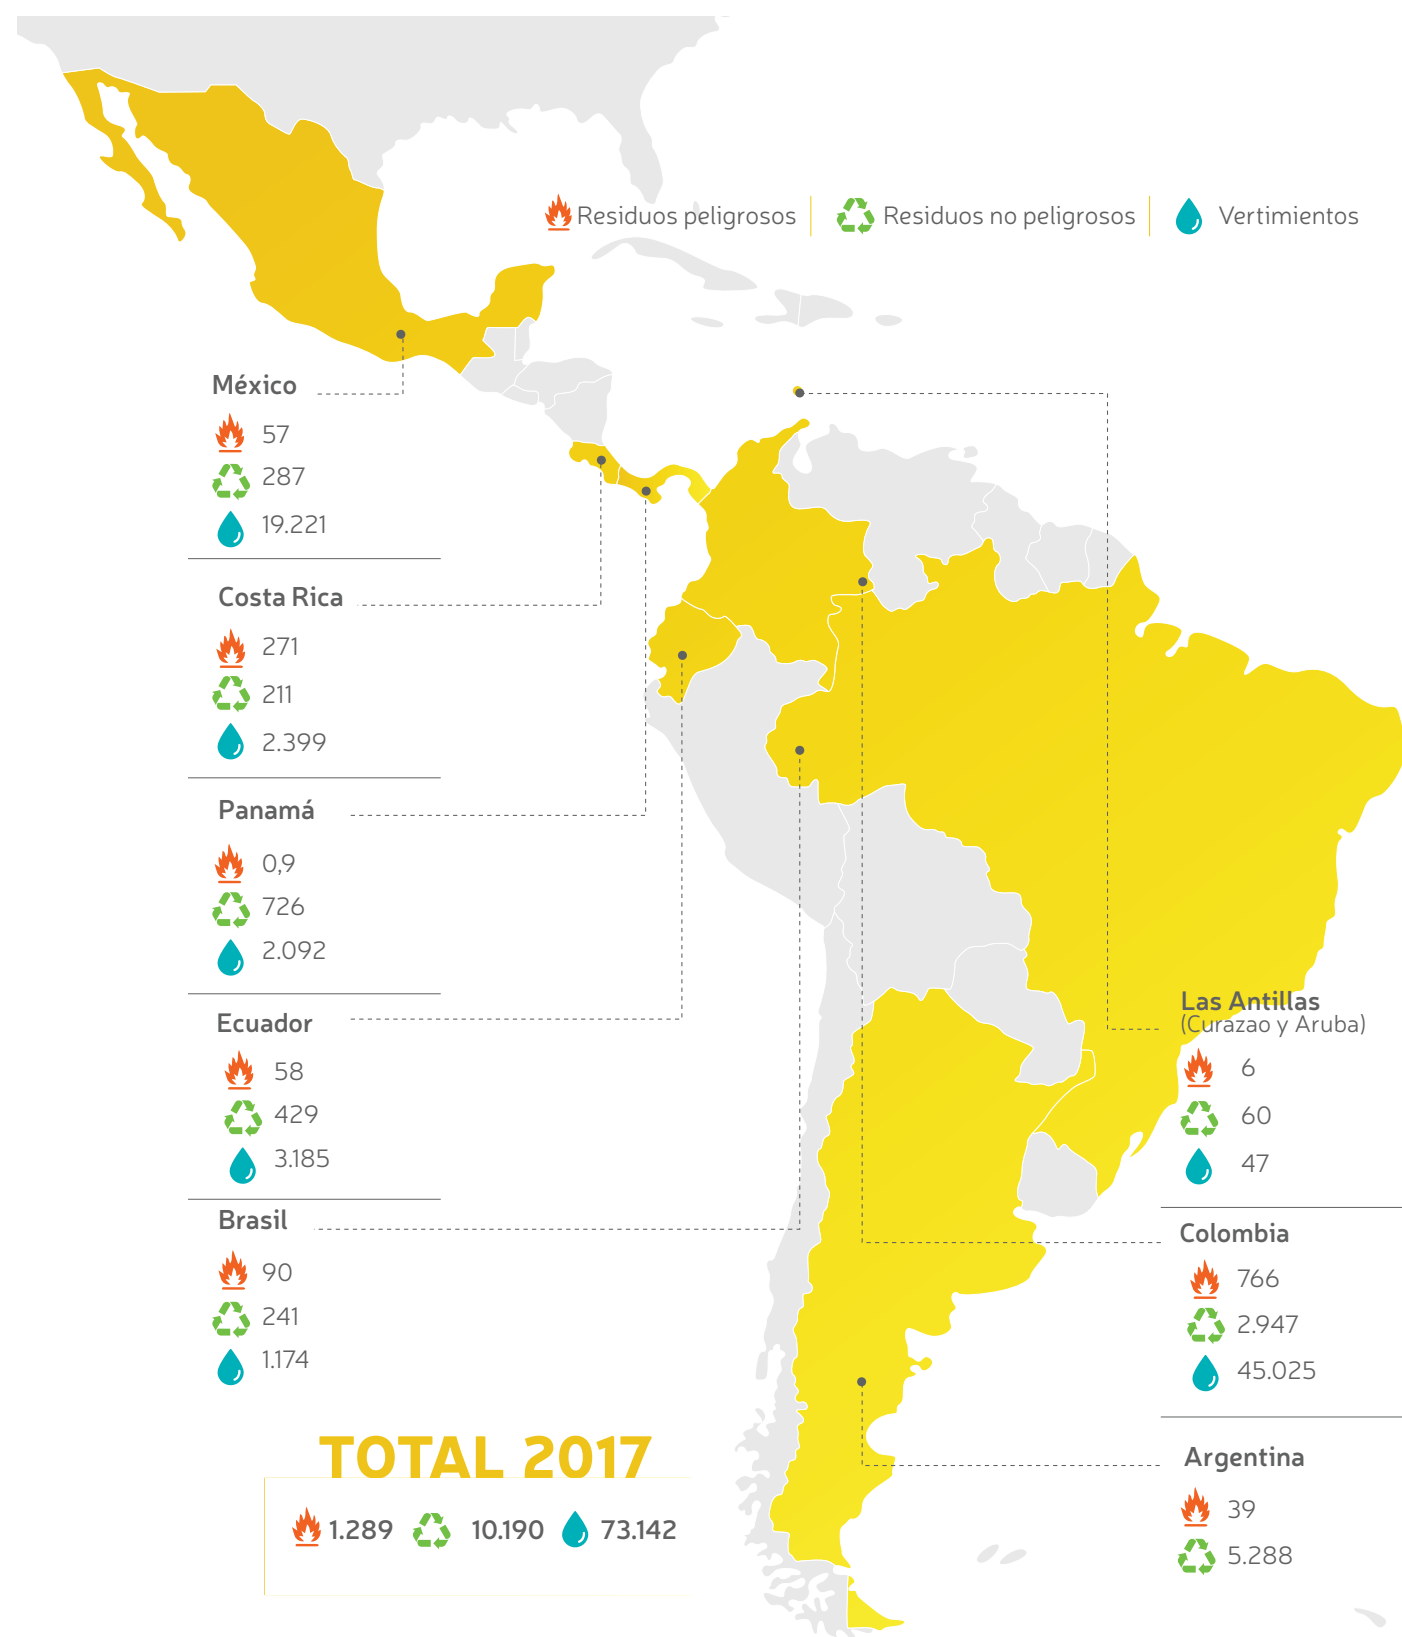 Residuos peligrosos
Residuos no peligrosos
Vertimientos
México
57
287
19.221
Costa Rica
271
211
2.399
Panamá
0,9
726
2.092
Ecuador
58
429
3.185
Brasil
90
241
1.174
Las Antillas
(Curazao y Aruba)
6
60
47
Colombia
766
2.947
45.025
Argentina
39
5.288
TOTAL 2017
1.289 10.190 73.142